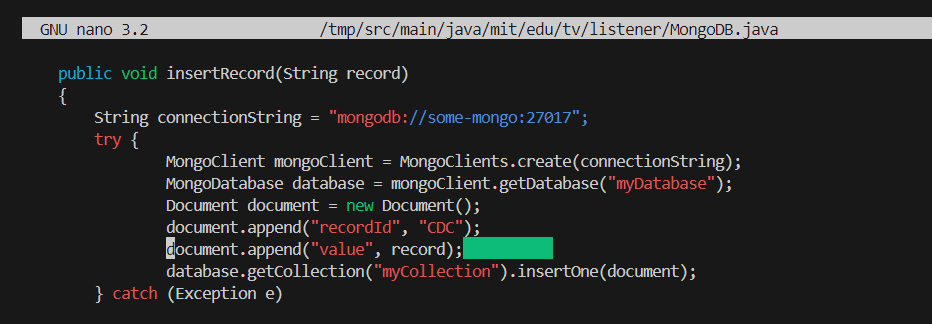 GNU nano 3.2 /tmp/src/main/java/mit/edu/tv/listener/MongoDB.java
public void insertRecord(String record)
{
String connectionString = "mongodb://some-mongo:27017";
try {
MongoClient mongoClient = MongoClients.create(connectionString);
MongoDatabase database = mongoClient.getDatabase("myDatabase");
Document document = new Document();
document.append("recordId", "CDC");
document.append("value", record);
database.getCollection("myCollection").insertOne(document);
} catch (Exception e)